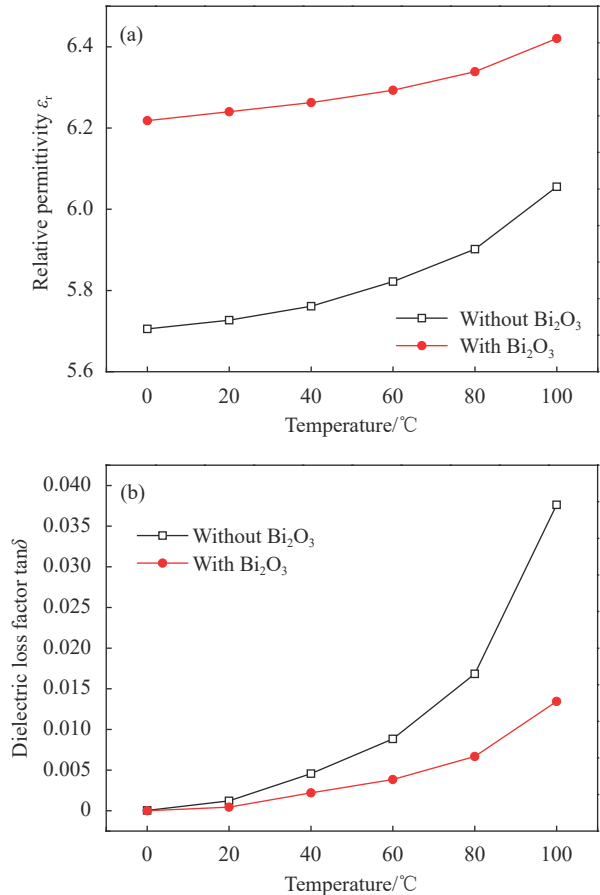 (a)
6.4
6.2
6.0
5.8
5.6
Relative permittivity εr
Without Bi₂O₃
With Bi₂O₃
0 20 40 60 80 100
Temperature/℃
(b)
0.040
0.035
0.030
0.025
0.020
0.015
0.010
0.005
0
Dielectric loss factor tanδ
Without Bi₂O₃
With Bi₂O₃
0 20 40 60 80 100
Temperature/℃